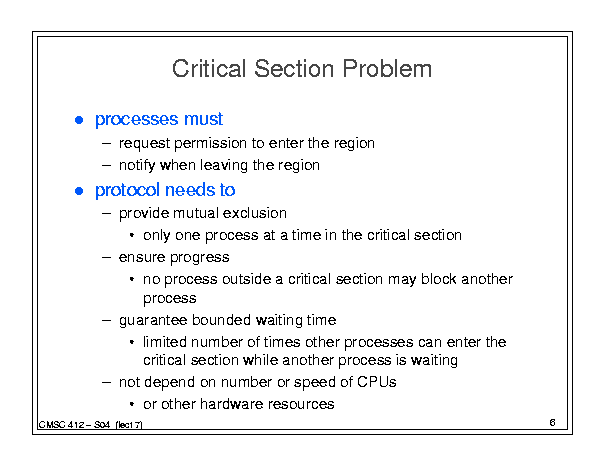 Critical Section Problem
● processes must
– request permission to enter the region
– notify when leaving the region
● protocol needs to
– provide mutual exclusion
• only one process at a time in the critical section
– ensure progress
• no process outside a critical section may block another
process
– guarantee bounded waiting time
• limited number of times other processes can enter the
critical section while another process is waiting
– not depend on number or speed of CPUs
• or other hardware resources
CMSC 412 – S04 (lect 7)
6